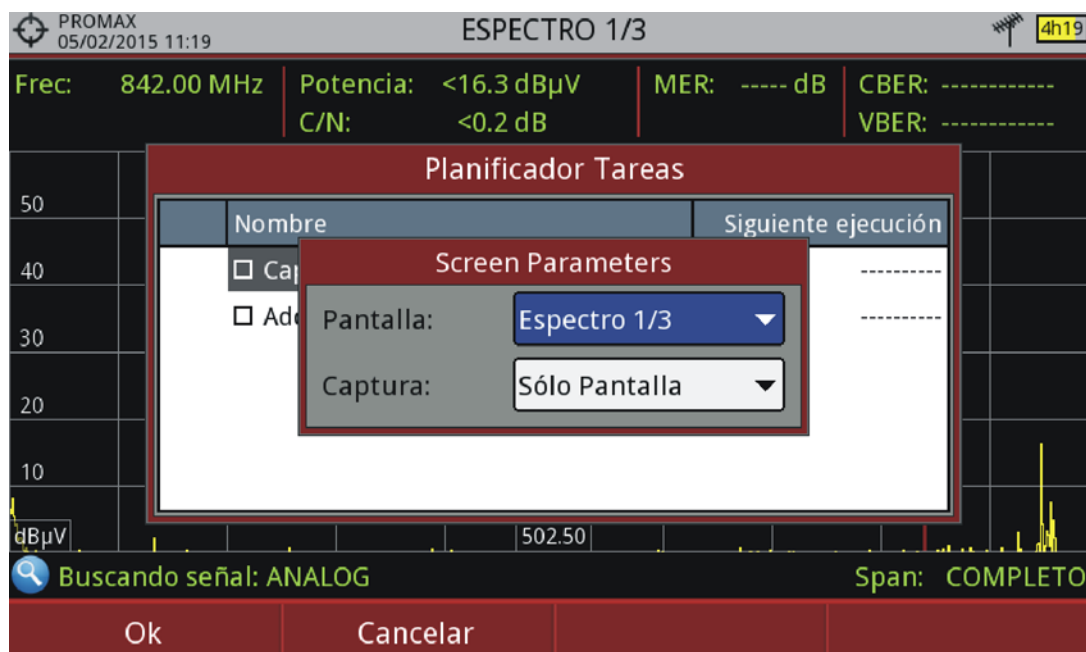 PROMAX
05/02/2015 11:19
ESPECTRO 1/3
4h19
Frec: 842.00 MHz
Potencia: <16.3 dBµV
MER: ----- dB
CBER: ------------
C/N: <0.2 dB
VBER: ------------
Planificador Tareas
Nombre
Siguiente ejecución
Screen Parameters
----------
Pantalla: Espectro 1/3
----------
Captura: Sólo Pantalla
50
40
30
20
10
dBµV
502.50
Buscando señal: ANALOG
Span: COMPLETO
Ok
Cancelar